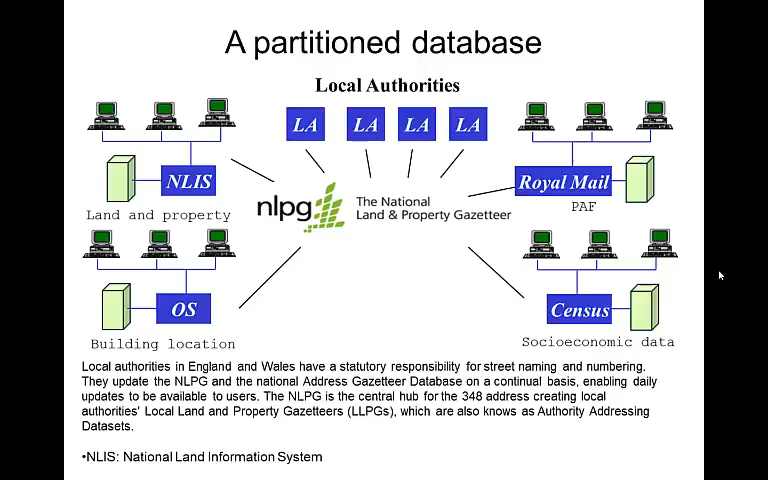 A partitioned database
Local Authorities
LA LA LA LA
NLIS
Land and property
nlpg The National
Land & Property Gazetteer
Royal Mail
PAF
OS
Building location
Census
Socioeconomic data
Local authorities in England and Wales have a statutory responsibility for street naming and numbering.
They update the NLPG and the national Address Gazetteer Database on a continual basis, enabling daily
updates to be available to users. The NLPG is the central hub for the 348 address creating local
authorities' Local Land and Property Gazetteers (LLPGs), which are also known as Authority Addressing
Datasets.
•NLIS: National Land Information System